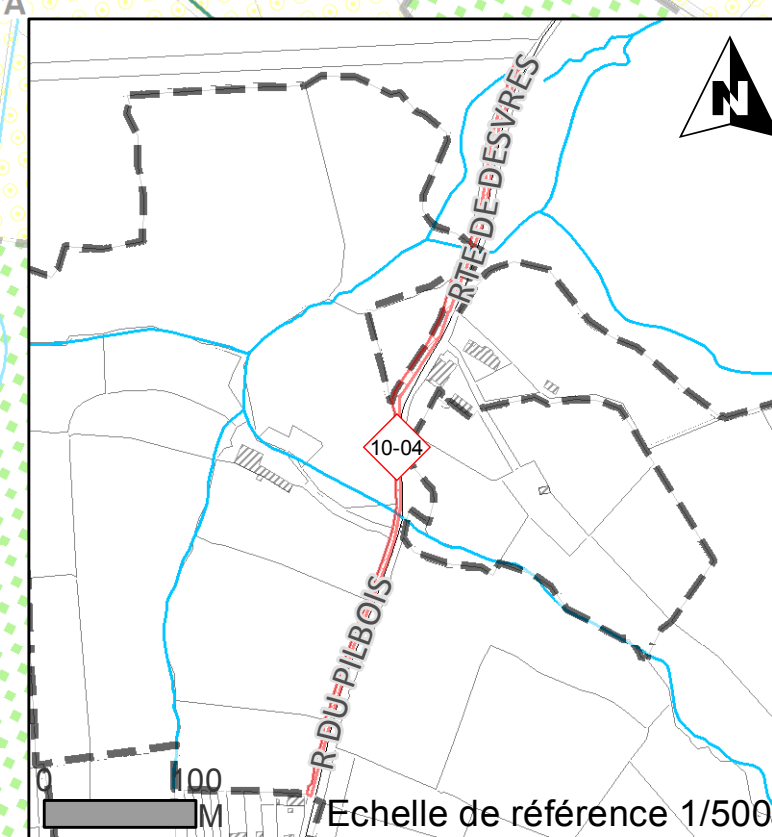 A
N
RTE DE DESVRES
10-04
R DU PILBOIS
0 100
M
Echelle de référence 1/500